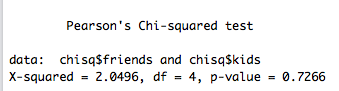 Pearson's Chi-squared test
data:  chisq$friends and chisq$kids
X-squared = 2.0496, df = 4, p-value = 0.7266